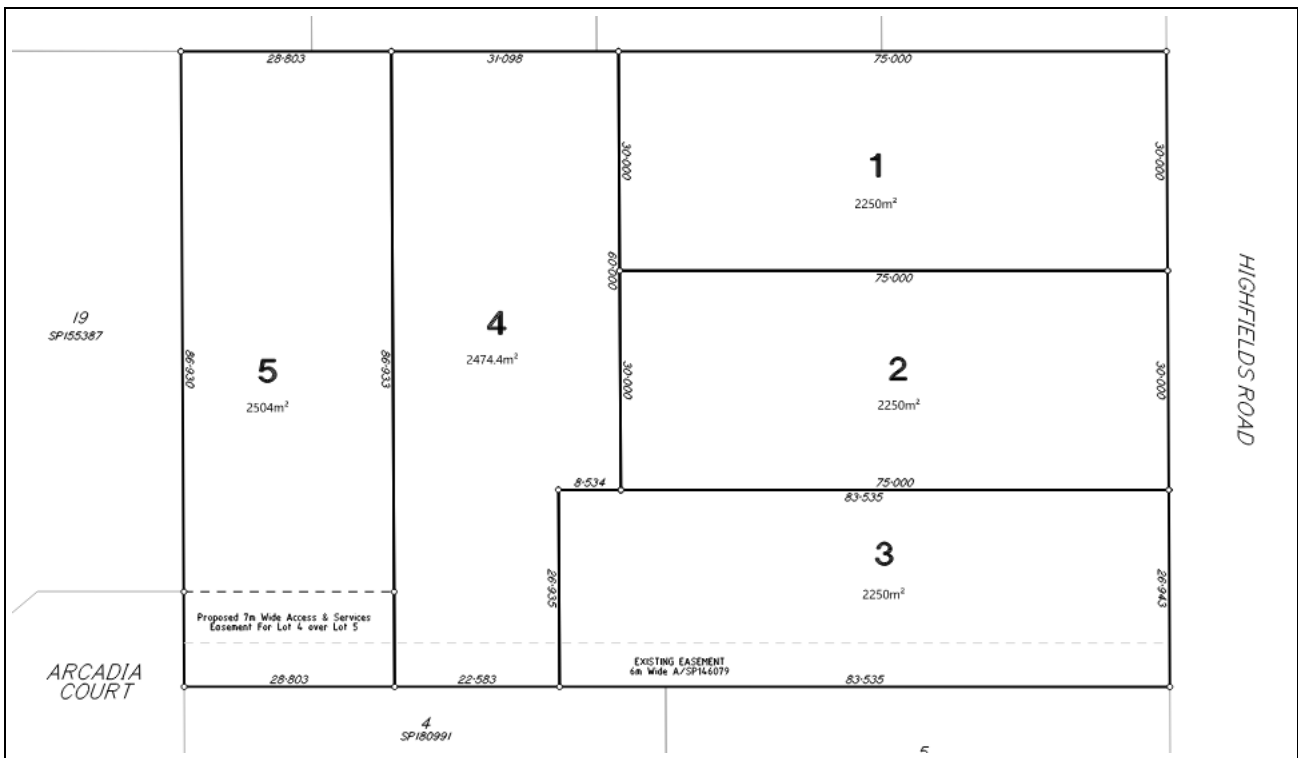 28·803
31·098
75·000
30·000
30·000
1
2250m²
60·000
75·000
HIGHFIELDS ROAD
19
SP155387
4
2474.4m²
5
2504m²
86·930
86·933
30·000
30·000
2
2250m²
8·534
75·000
83·535
3
2250m²
26·935
26·943
Proposed 7m Wide Access & Services
Easement For Lot 4 over Lot 5
EXISTING EASEMENT
6m Wide A/SP146079
ARCADIA
COURT
28·803
22·583
83·535
4
SP180991